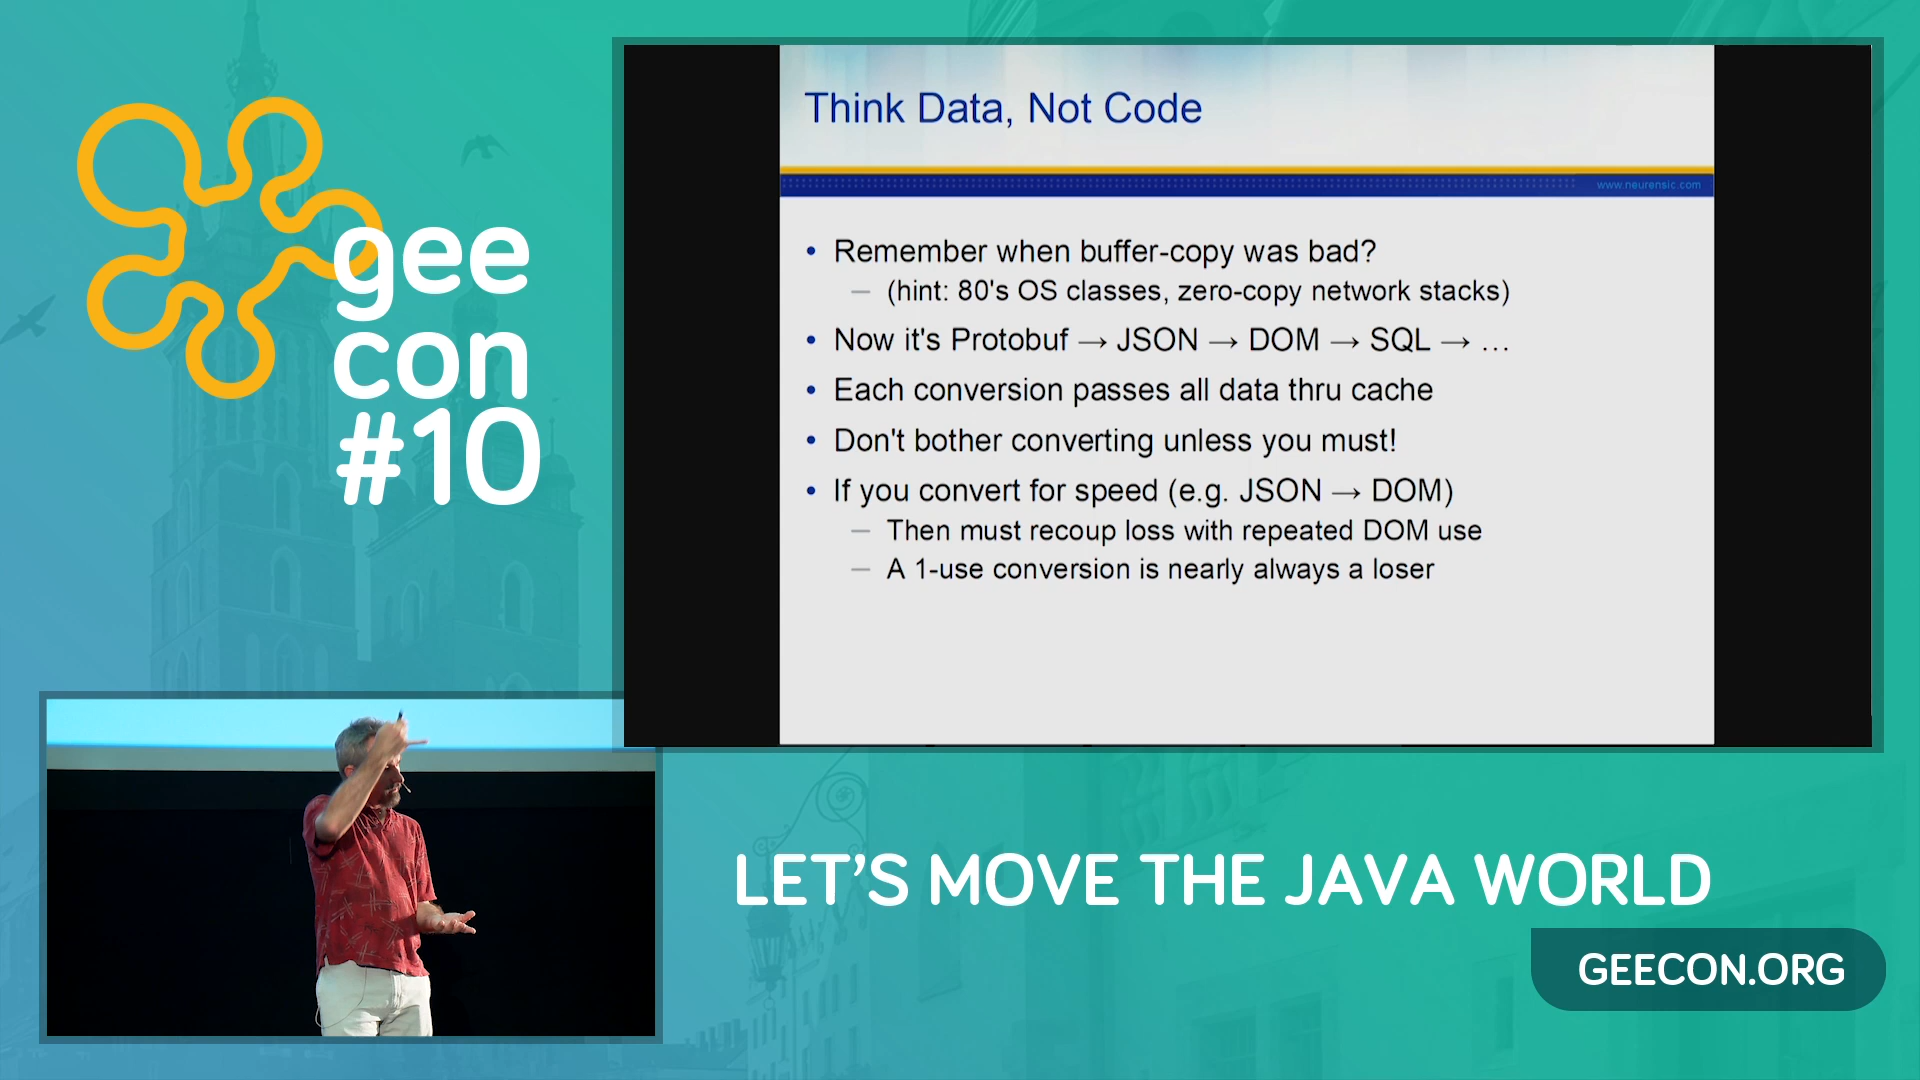 gee
con
#10
Think Data, Not Code
www.neurensic.com
• Remember when buffer-copy was bad?
– (hint: 80's OS classes, zero-copy network stacks)
• Now it's Protobuf → JSON → DOM → SQL → …
• Each conversion passes all data thru cache
• Don't bother converting unless you must!
• If you convert for speed (e.g. JSON → DOM)
– Then must recoup loss with repeated DOM use
– A 1-use conversion is nearly always a loser
LET'S MOVE THE JAVA WORLD
GEECON.ORG